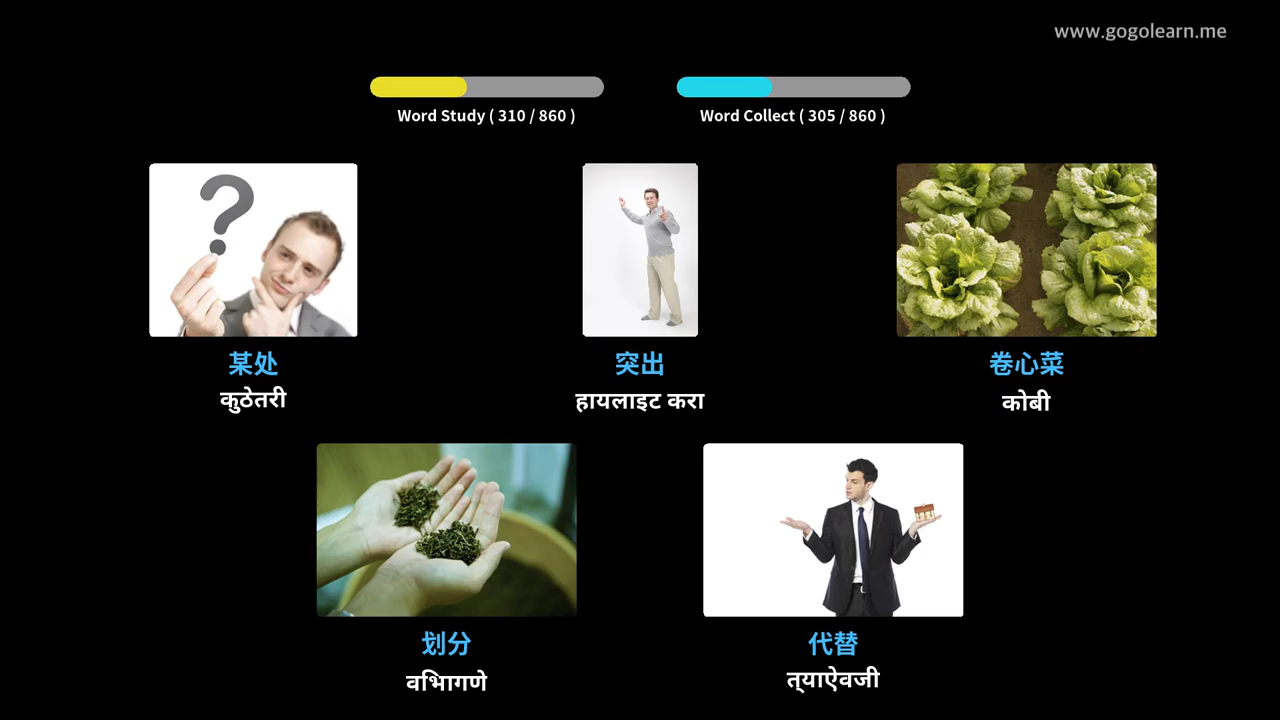 www.gogolearn.me
Word Study ( 310 / 860 )
Word Collect ( 305 / 860 )
某处
कुठेतरी
突出
हायलाइट करा
卷心菜
कोबी
划分
वभिागणे
代替
त्याऐवजी